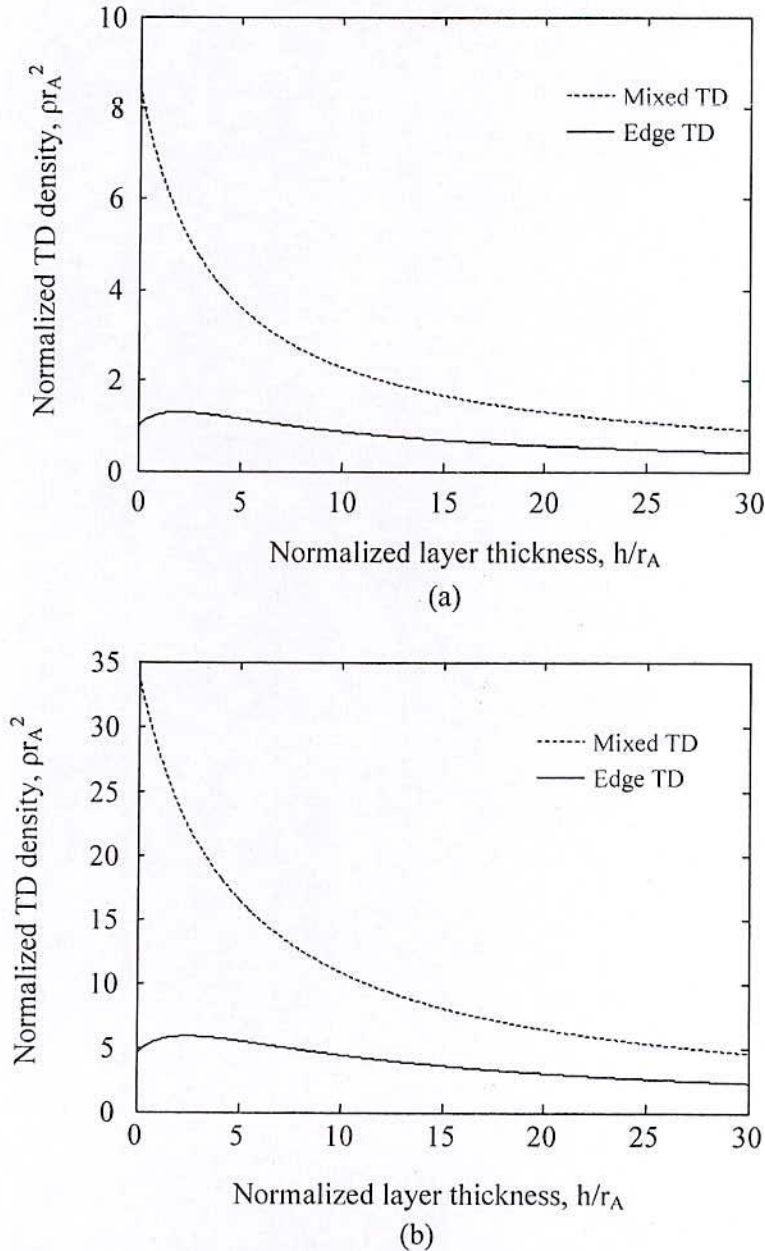 10
8
6
4
2
0
Normalized TD density, ρr_A^2
Mixed TD
Edge TD
0 5 10 15 20 25 30
Normalized layer thickness, h/r_A
(a)
35
30
25
20
15
10
5
0
Normalized TD density, ρr_A^2
Mixed TD
Edge TD
0 5 10 15 20 25 30
Normalized layer thickness, h/r_A
(b)